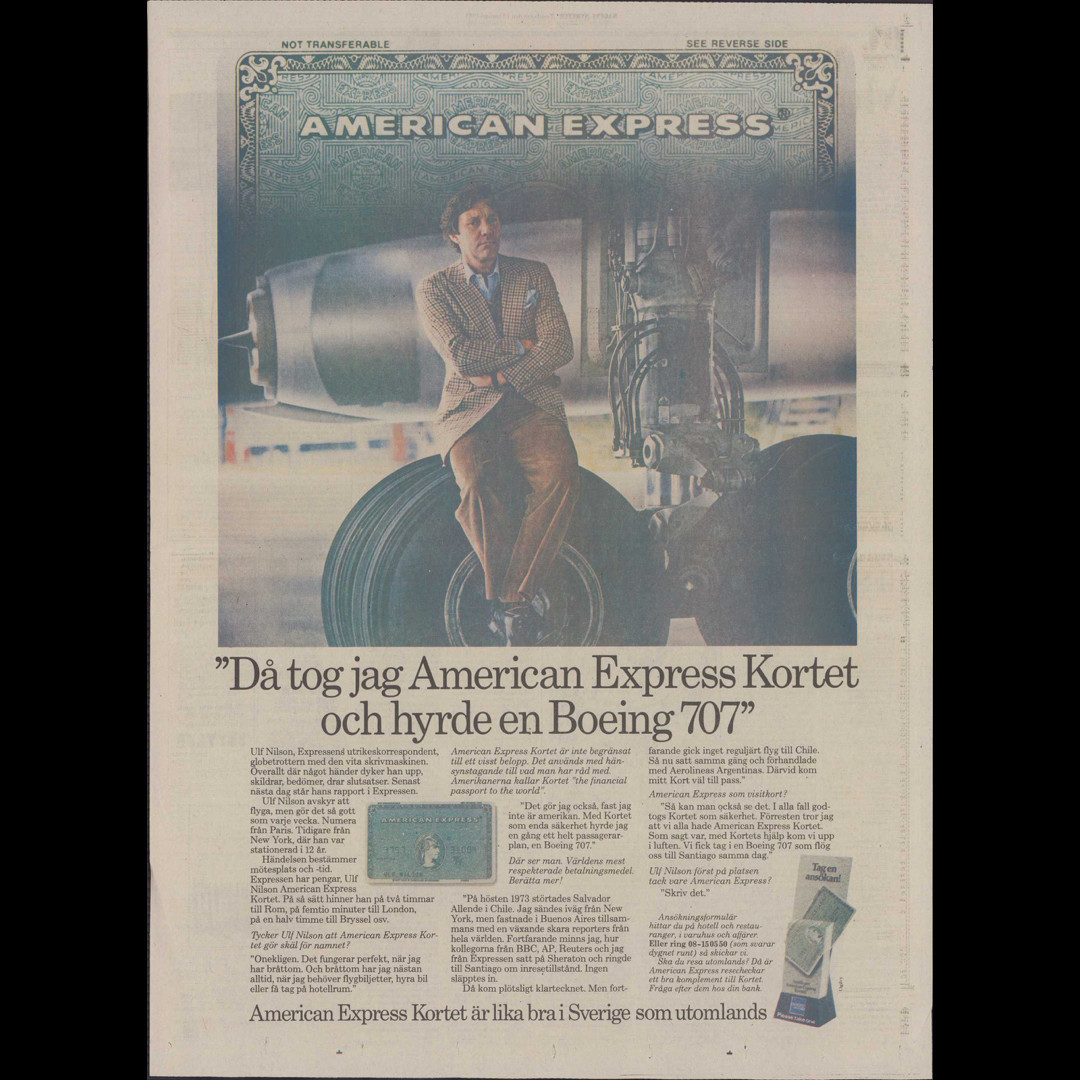 NOT TRANSFERABLE
SEE REVERSE SIDE
AMERICAN EXPRESS®
"Då tog jag American Express Kortet
och hyrde en Boeing 707"
Ulf Nilson, Expressens utrikeskorrespondent,
globetrottern med den vita skrivmaskinen.
Överallt där något händer dyker han upp,
skildrar, bedömer, drar slutsatser. Senast
nästa dag står hans rapport i Expressen.
Ulf Nilson avskyr att
flyga, men gör det så gott
som varje vecka. Numera
från Paris. Tidigare från
New York, där han var
stationerad i 12 år.
Händelsen bestämmer
mötesplats och -tid.
Expressen har pengar, Ulf
Nilson American Express
Kortet. På så sätt hinner han på två timmar
till Rom, på femtio minuter till London,
på en halv timme till Bryssel osv.
Tycker Ulf Nilson att American Express Kor-
tet gör skäl för namnet?
"Onekligen. Det fungerar perfekt, när jag
har bråttom. Och bråttom har jag nästan
alltid, när jag behöver flygbiljetter, hyra bil
eller få tag på hotellrum."
AMERICAN EXPRESS
American Express Kortet är inte begränsat
till ett visst belopp. Det används med hän-
synstagande till vad man har råd med.
Amerikanerna kallar Kortet "the financial
passport to the world".
"Det gör jag också, fast jag
inte är amerikan. Med Kortet
som enda säkerhet hyrde jag
en gång ett helt passagerar-
plan, en Boeing 707."
Där ser man. Världens mest
respekterade betalningsmedel.
Berätta mer!
"På hösten 1973 störtades Salvador
Allende i Chile. Jag sändes iväg från New
York, men fastnade i Buenos Aires tillsam-
mans med en växande skara reporters från
hela världen. Fortfarande minns jag, hur
kollegorna från BBC, AP, Reuters och jag
från Expressen satt på Sheraton och ringde
till Santiago om inresetillstånd. Ingen
släpptes in.
Då kom plötsligt klartecknet. Men fort-
farande gick inget reguljärt flyg till Chile.
Så nu satt samma gäng och förhandlade
med Aerolineas Argentinas. Därvid kom
mitt Kort väl till pass."
American Express som visitkort?
"Så kan man också se det. I alla fall god-
togs Kortet som säkerhet. Förresten tror jag
att vi alla hade American Express Kortet.
Som sagt var, med Kortets hjälp kom vi upp
i luften. Vi fick tag i en Boeing 707 som flög
oss till Santiago samma dag."
Ulf Nilson först på platsen
tack vare American Express?
"Skriv det."
Ansökningsformulär
hittar du på hotell och restau-
ranger, i varuhus och affärer.
Eller ring 08-15 05 50 (som svarar
dygnet runt) så skickar vi.
Ska du resa utomlands? Då är
American Express resecheckar
ett bra komplement till Kortet.
Fråga efter dem hos din bank.
Tag en
ansökan!
American Express Kortet är lika bra i Sverige som utomlands